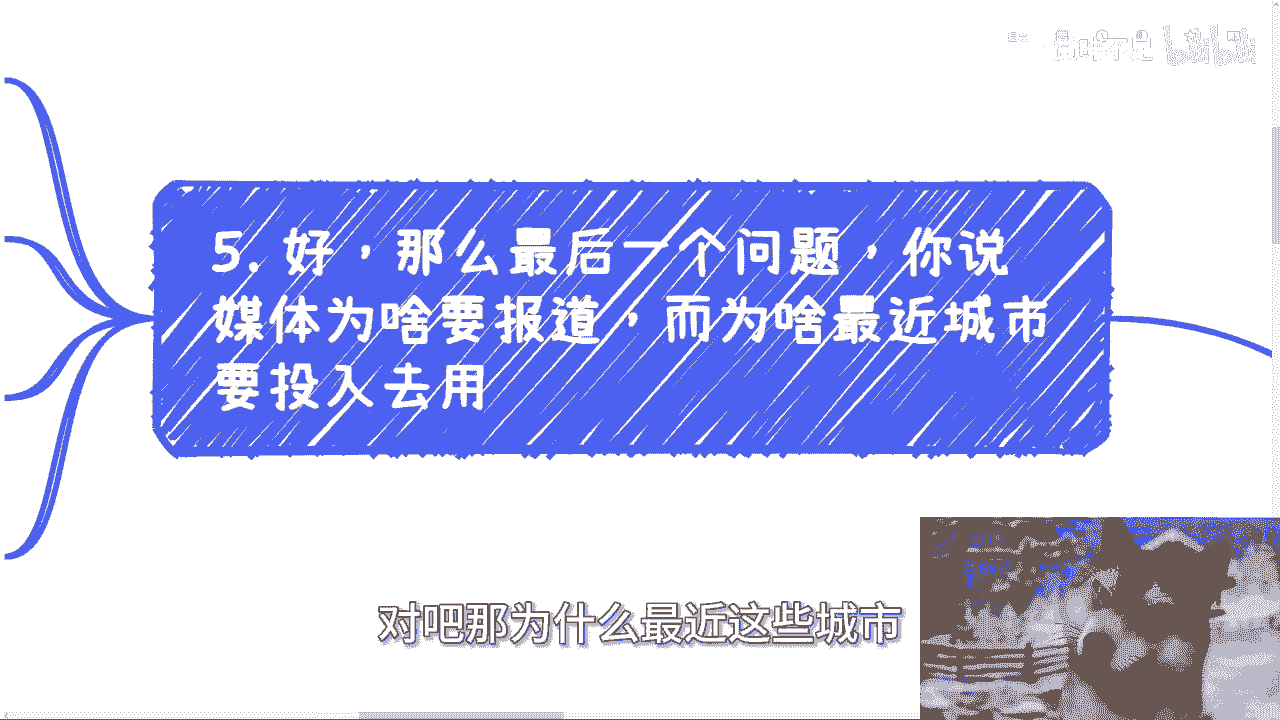 5. 好，那么最后一个问题，你说
媒体为啥要报道，而为啥最近城市
要投入去用
对吧那为什么最近这些城市